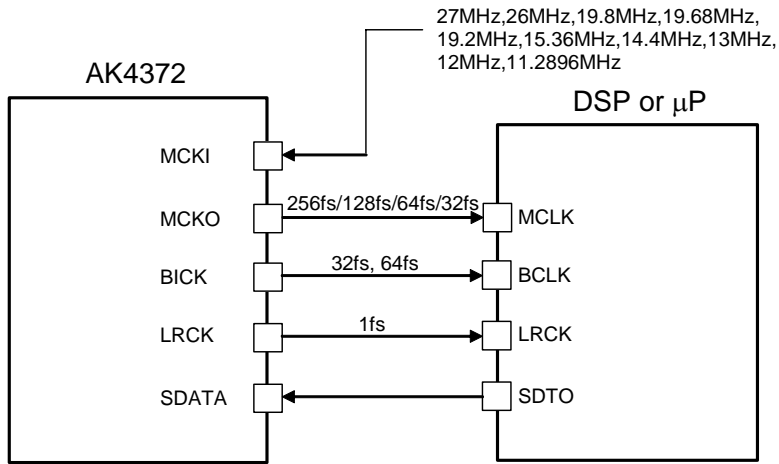 27MHz,26MHz,19.8MHz,19.68MHz,
19.2MHz,15.36MHz,14.4MHz,13MHz,
12MHz,11.2896MHz
AK4372
DSP or μP
MCKI
MCKO
256fs/128fs/64fs/32fs
MCLK
BICK
32fs, 64fs
BCLK
LRCK
1fs
LRCK
SDATA
SDTO